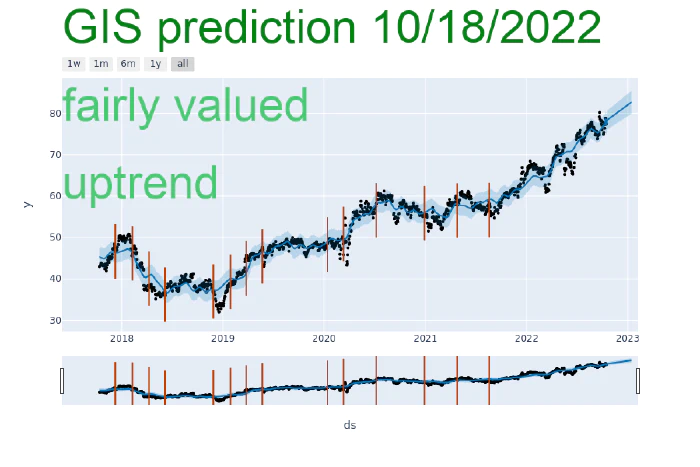 GIS prediction 10/18/2022
1w 1m 6m 1y all
fairly valued
80
70
uptrend
60
y
50
40
30
2018 2019 2020 2021 2022 2023
ds